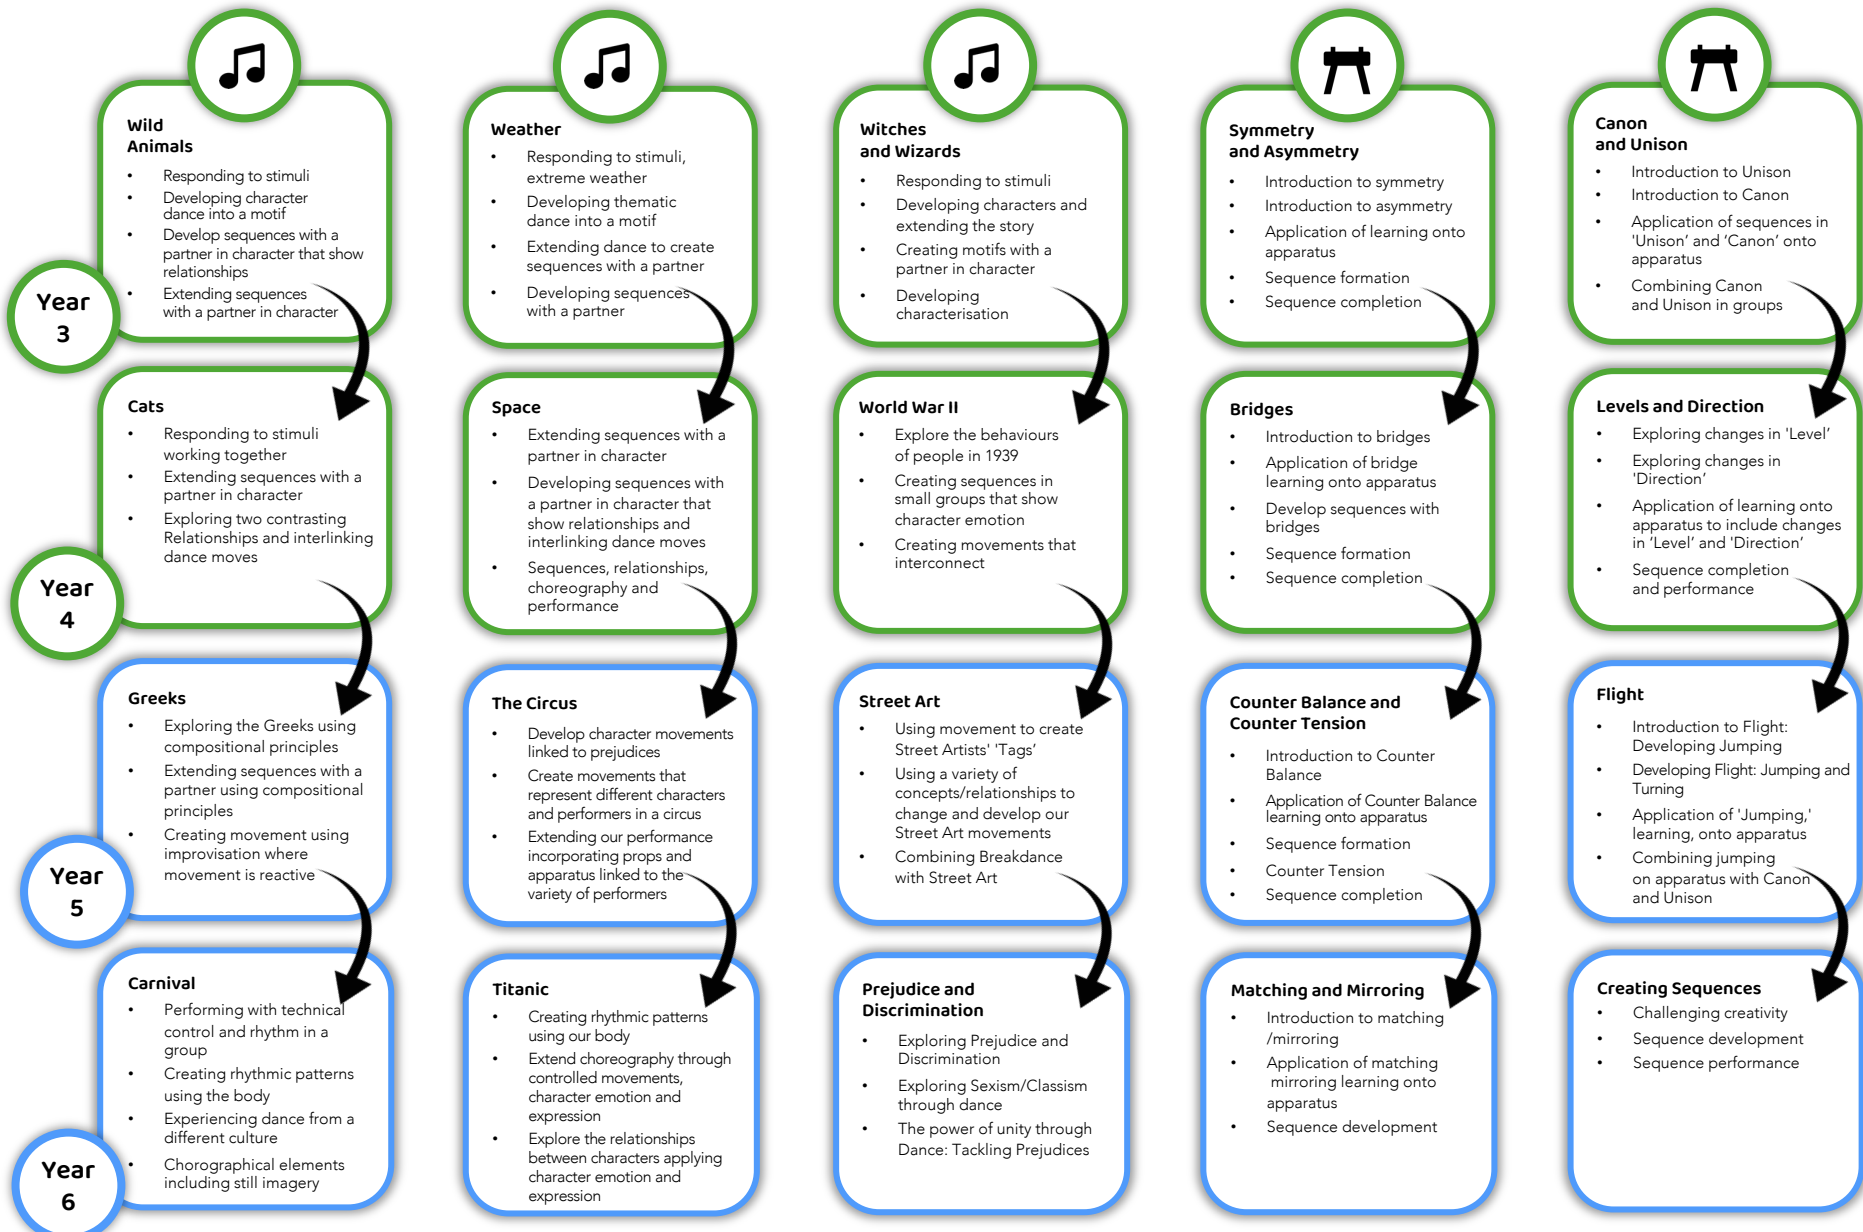 Year
3
Wild
Animals
• Responding to stimuli
• Developing character
dance into a motif
• Develop sequences with a
partner in character that show
relationships
• Extending sequences
with a partner in character
Weather
• Responding to stimuli,
extreme weather
• Developing thematic
dance into a motif
• Extending dance to create
sequences with a partner
• Developing sequences
with a partner
Witches
and Wizards
• Responding to stimuli
• Developing characters and
extending the story
• Creating motifs with a
partner in character
• Developing
characterisation
Symmetry
and Asymmetry
• Introduction to symmetry
• Introduction to asymmetry
• Application of learning onto
apparatus
• Sequence formation
• Sequence completion
Canon
and Unison
• Introduction to Unison
• Introduction to Canon
• Application of sequences in
'Unison’ and ‘Canon’ onto
apparatus
• Combining Canon
and Unison in groups
Year
4
Cats
• Responding to stimuli
working together
• Extending sequences with a
partner in character
• Exploring two contrasting
Relationships and interlinking
dance moves
Space
• Extending sequences with a
partner in character
• Developing sequences with
a partner in character that
show relationships and
interlinking dance moves
• Sequences, relationships,
choreography and
performance
World War II
• Explore the behaviours
of people in 1939
• Creating sequences in
small groups that show
character emotion
• Creating movements that
interconnect
Bridges
• Introduction to bridges
• Application of bridge
learning onto apparatus
• Develop sequences with
bridges
• Sequence formation
• Sequence completion
Levels and Direction
• Exploring changes in 'Level’
• Exploring changes in
'Direction’
• Application of learning onto
apparatus to include changes
in ‘Level’ and 'Direction’
• Sequence completion
and performance
Year
5
Greeks
• Exploring the Greeks using
compositional principles
• Extending sequences with a
partner using compositional
principles
• Creating movement using
improvisation where
movement is reactive
The Circus
• Develop character movements
linked to prejudices
• Create movements that
represent different characters
and performers in a circus
• Extending our performance
incorporating props and
apparatus linked to the
variety of performers
Street Art
• Using movement to create
Street Artists' 'Tags’
• Using a variety of
concepts/relationships to
change and develop our
Street Art movements
• Combining Breakdance
with Street Art
Counter Balance and
Counter Tension
• Introduction to Counter
Balance
• Application of Counter Balance
learning onto apparatus
• Sequence formation
• Counter Tension
• Sequence completion
Flight
• Introduction to Flight:
Developing Jumping
• Developing Flight: Jumping and
Turning
• Application of 'Jumping,'
learning, onto apparatus
• Combining jumping
on apparatus with Canon
and Unison
Year
6
Carnival
• Performing with technical
control and rhythm in a
group
• Creating rhythmic patterns
using the body
• Experiencing dance from a
different culture
• Chorographical elements
including still imagery
Titanic
• Creating rhythmic patterns
using our body
• Extend choreography through
controlled movements,
character emotion and
expression
• Explore the relationships
between characters applying
character emotion and
expression
Prejudice and
Discrimination
• Exploring Prejudice and
Discrimination
• Exploring Sexism/Classism
through dance
• The power of unity through
Dance: Tackling Prejudices
Matching and Mirroring
• Introduction to matching
/mirroring
• Application of matching
mirroring learning onto
apparatus
• Sequence development
Creating Sequences
• Challenging creativity
• Sequence development
• Sequence performance